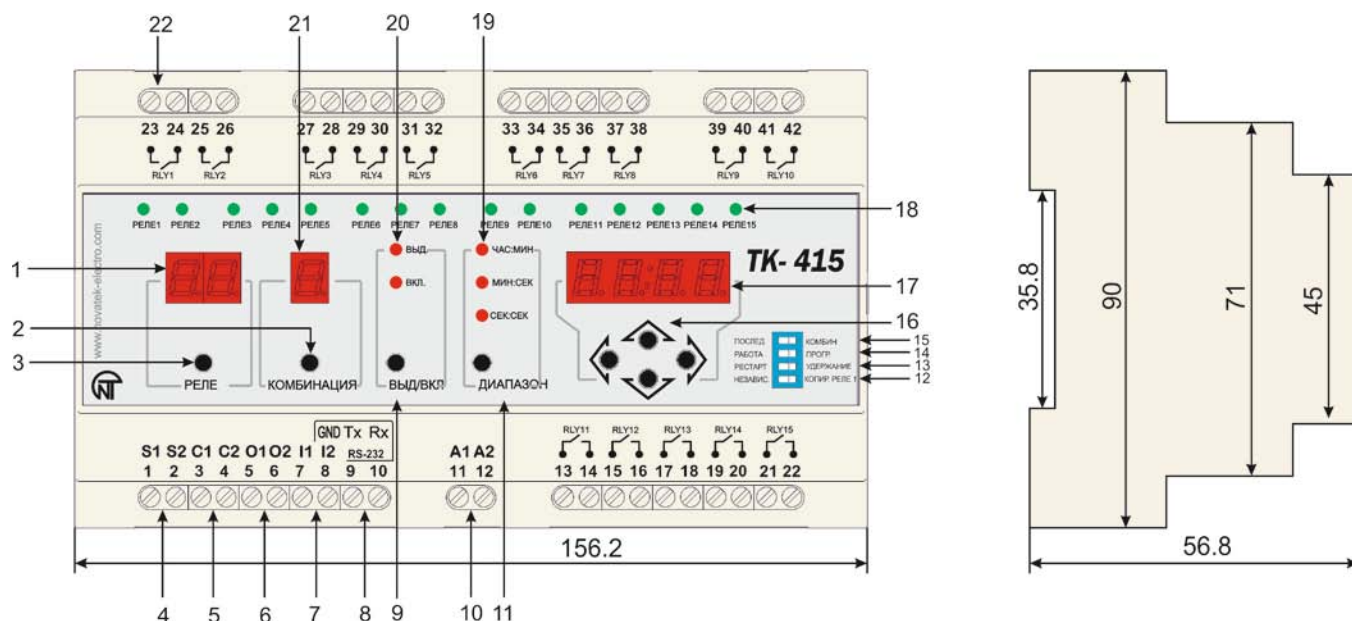 22 21 20 19
23 24 25 26 27 28 29 30 31 32 33 34 35 36 37 38 39 40 41 42
RLY1 RLY2 RLY3 RLY4 RLY5 RLY6 RLY7 RLY8 RLY9 RLY10
РЕЛЕ1 РЕЛЕ2 РЕЛЕ3 РЕЛЕ4 РЕЛЕ5 РЕЛЕ6 РЕЛЕ7 РЕЛЕ8 РЕЛЕ9 РЕЛЕ10 РЕЛЕ11 РЕЛЕ12 РЕЛЕ13 РЕЛЕ14 РЕЛЕ15
18
www.novatek-electro.com
ВЫД.
ВКЛ.
ЧАС:МИН
МИН:СЕК
СЕК:СЕК
88 8 8.8:8.8.
ТК- 415
1
2
3
17
16
ПОСЛЕД КОМБИН 15
РАБОТА ПРОГР. 14
РЕСТАРТ УДЕРЖАНИЕ 13
НЕЗАВИС. КОПИР. РЕЛЕ 1 12
NT
РЕЛЕ КОМБИНАЦИЯ ВЫД/ВКЛ ДИАПАЗОН
GND Tx Rx
RS-232
S1 S2 C1 C2 O1 O2 I1 I2
1 2 3 4 5 6 7 8 9 10
A1 A2
11 12
RLY11 RLY12 RLY13 RLY14 RLY15
13 14 15 16 17 18 19 20 21 22
156.2
4 5 6 7 8 9 10 11
35.8
90
71
45
56.8